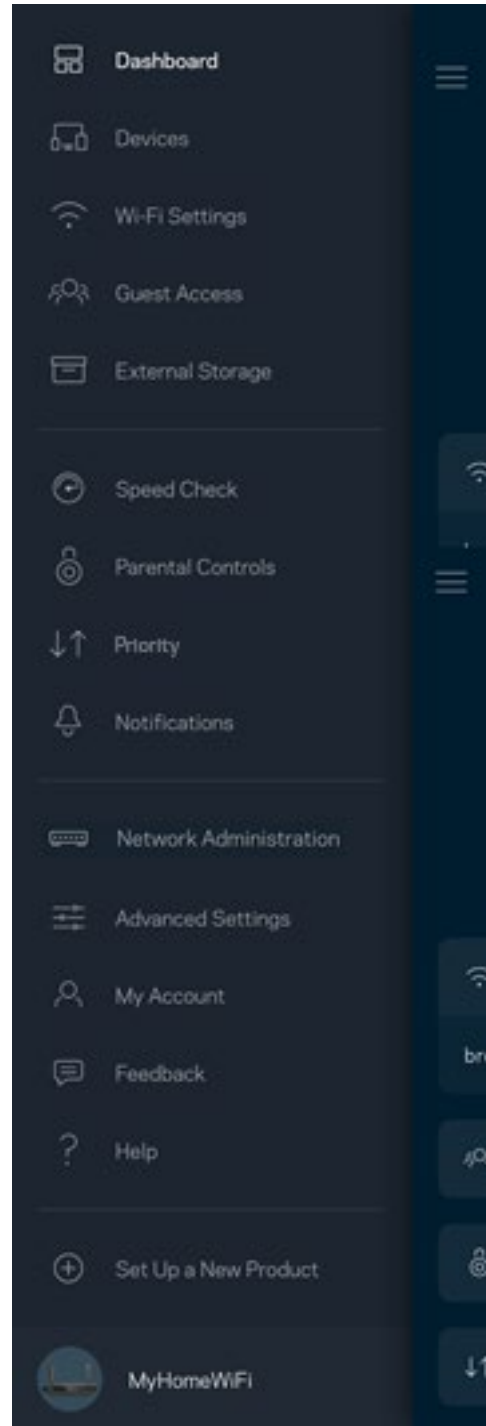 Dashboard
Devices
Wi-Fi Settings
Guest Access
External Storage
Speed Check
Parental Controls
Priority
Notifications
Network Administration
Advanced Settings
My Account
Feedback
Help
Set Up a New Product
MyHomeWiFi